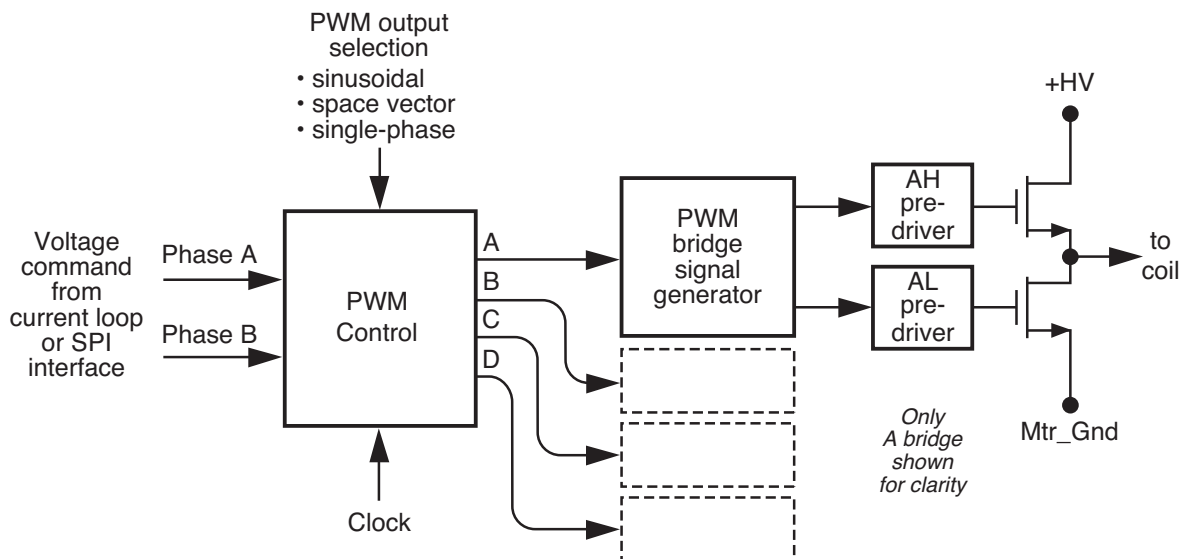 PWM output
selection
• sinusoidal
• space vector
• single-phase
+HV
Voltage
command
from
current loop
or SPI
interface
Phase A
Phase B
PWM
Control
A
B
C
D
Clock
PWM
bridge
signal
generator
AH
pre-
driver
AL
pre-
driver
to
coil
Mtr_Gnd
Only
A bridge
shown
for clarity